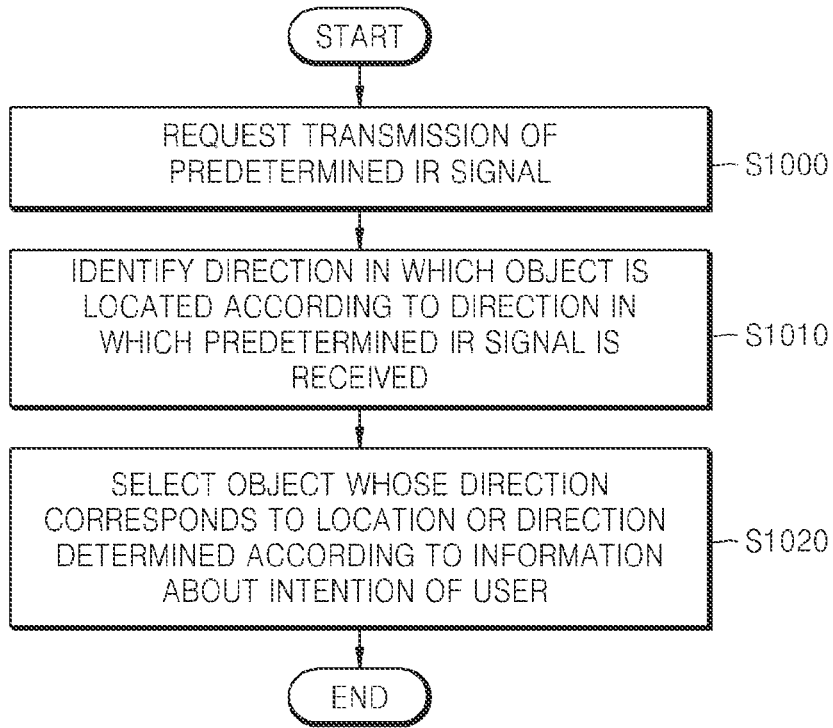 START
REQUEST TRANSMISSION OF
PREDETERMINED IR SIGNAL
S1000
IDENTIFY DIRECTION IN WHICH OBJECT IS
LOCATED ACCORDING TO DIRECTION IN
WHICH PREDETERMINED IR SIGNAL IS
RECEIVED
S1010
SELECT OBJECT WHOSE DIRECTION
CORRESPONDS TO LOCATION OR DIRECTION
DETERMINED ACCORDING TO INFORMATION
ABOUT INTENTION OF USER
S1020
END